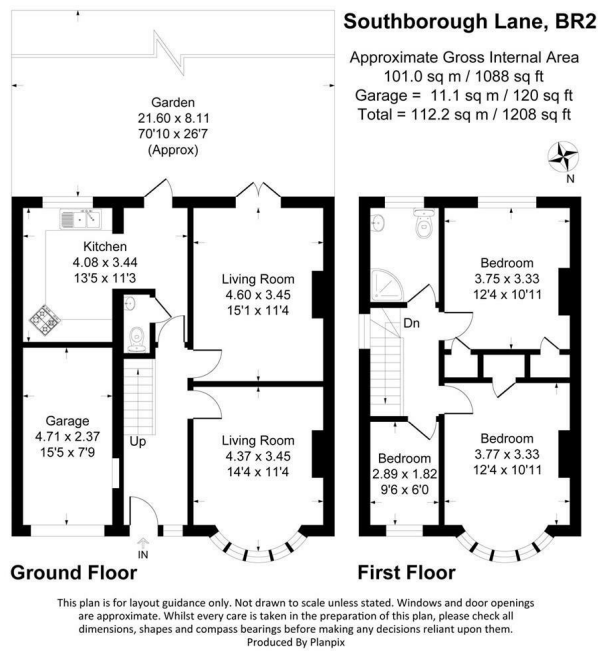 Southborough Lane, BR2
Approximate Gross Internal Area
101.0 sq m / 1088 sq ft
Garage = 11.1 sq m / 120 sq ft
Total = 112.2 sq m / 1208 sq ft
N
Garden
21.60 x 8.11
70'10 x 26'7
(Approx)
Kitchen
4.08 x 3.44
13'5 x 11'3
Living Room
4.60 x 3.45
15'1 x 11'4
Garage
4.71 x 2.37
15'5 x 7'9
Up
Living Room
4.37 x 3.45
14'4 x 11'4
IN
Ground Floor
Bedroom
3.75 x 3.33
12'4 x 10'11
Dn
Bedroom
3.77 x 3.33
12'4 x 10'11
Bedroom
2.89 x 1.82
9'6 x 6'0
First Floor
This plan is for layout guidance only. Not drawn to scale unless stated. Windows and door openings
are approximate. Whilst every care is taken in the preparation of this plan, please check all
dimensions, shapes and compass bearings before making any decisions reliant upon them.
Produced By Planpix